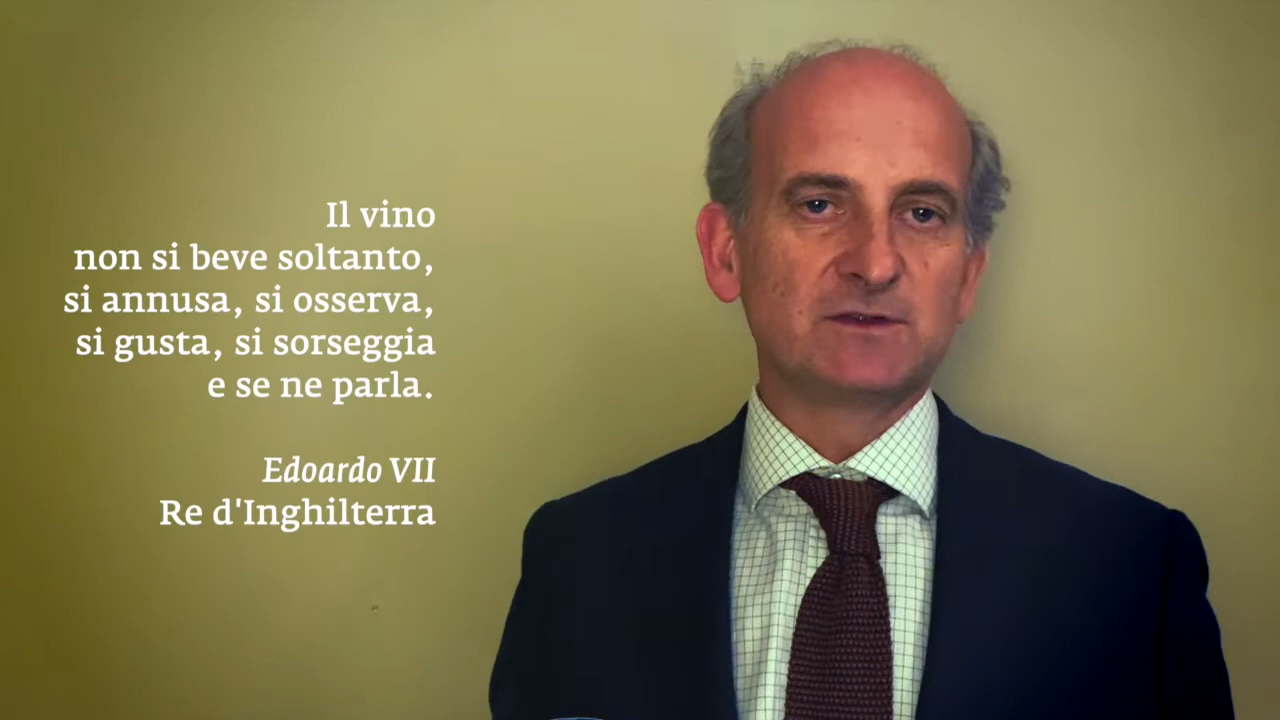 Il vino
non si beve soltanto,
si annusa, si osserva,
si gusta, si sorseggia
e se ne parla.
Edoardo VII
Re d'Inghilterra